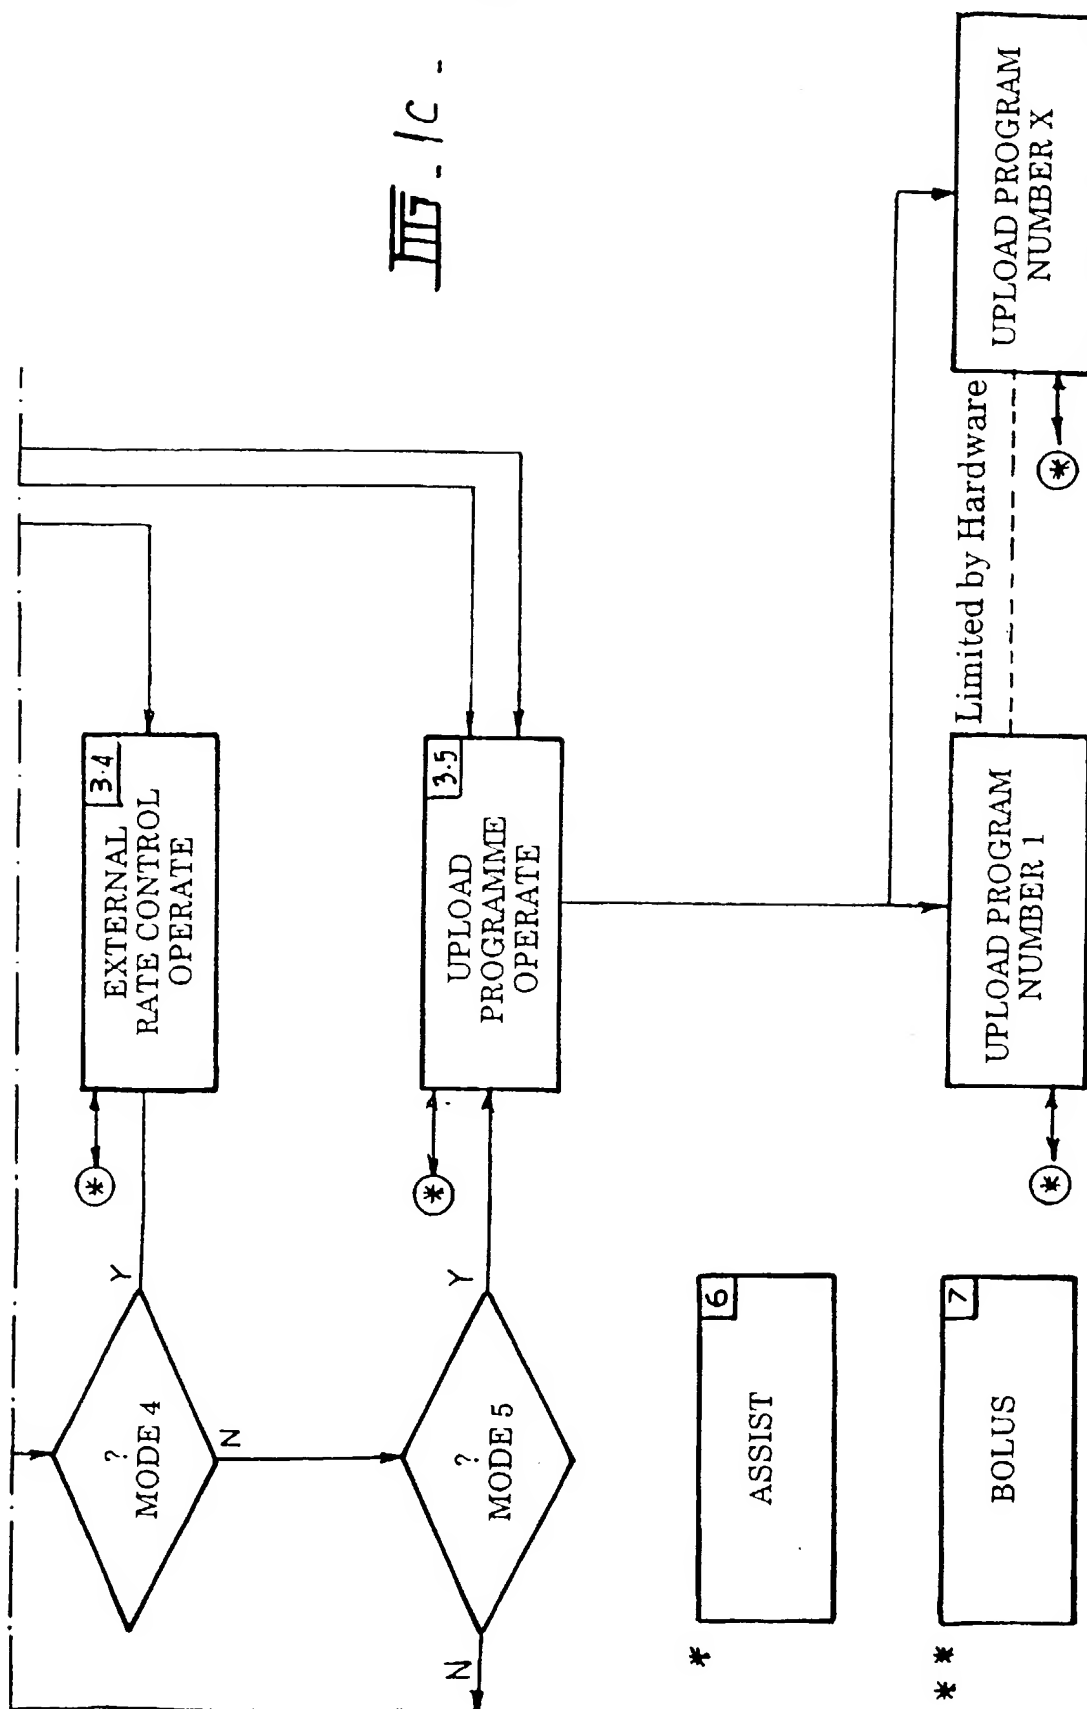 ?
MODE 4
Y
N
*
3.4
EXTERNAL
RATE CONTROL
OPERATE
?
MODE 5
Y
N
*
3.5
UPLOAD
PROGRAMME
OPERATE
*
6
ASSIST
* *
7
BOLUS
*
UPLOAD PROGRAM
NUMBER 1
Limited by Hardware
*
UPLOAD PROGRAM
NUMBER X
FIG - 1C -